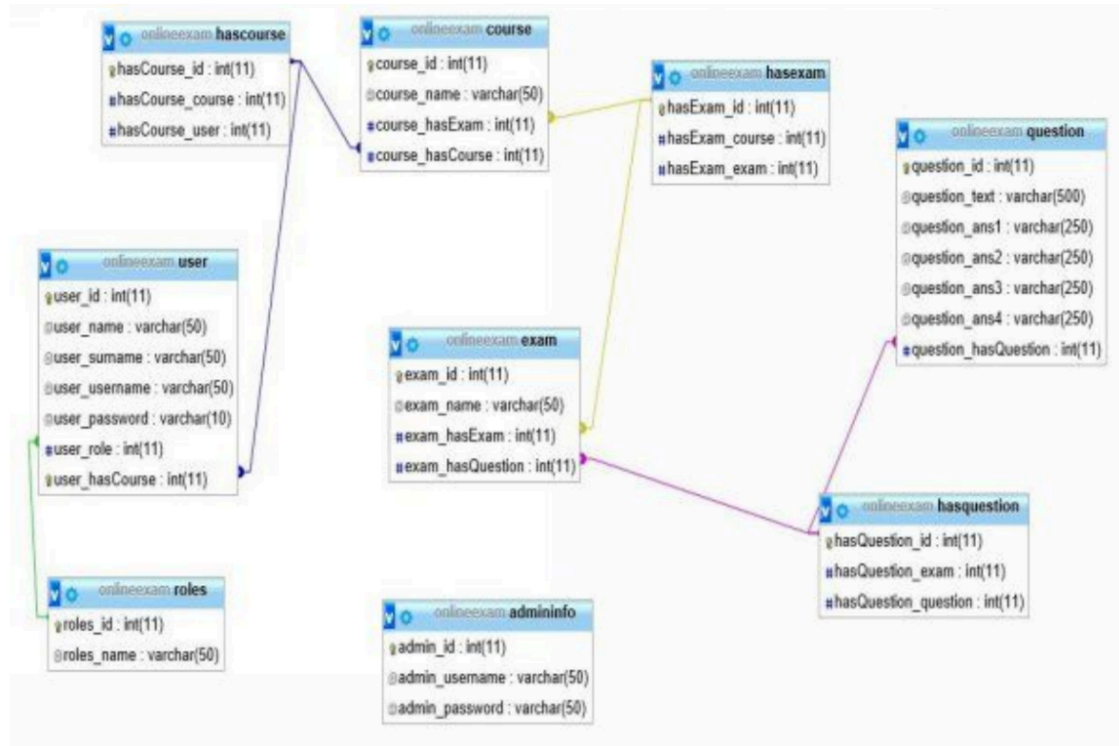 onlineexam hascourse
hasCourse_id : int(11)
#hasCourse_course : int(11)
#hasCourse_user : int(11)
onlineexam course
course_id : int(11)
course_name : varchar(50)
#course_hasExam : int(11)
#course_hasCourse : int(11)
onlineexam hasexam
hasExam_id : int(11)
#hasExam_course : int(11)
#hasExam_exam : int(11)
onlineexam question
question_id : int(11)
question_text : varchar(500)
question_ans1 : varchar(250)
question_ans2 : varchar(250)
question_ans3 : varchar(250)
question_ans4 : varchar(250)
#question_hasQuestion : int(11)
onlineexam user
user_id : int(11)
user_name : varchar(50)
user_surname : varchar(50)
user_username : varchar(50)
user_password : varchar(10)
#user_role : int(11)
user_hasCourse : int(11)
onlineexam exam
exam_id : int(11)
exam_name : varchar(50)
#exam_hasExam : int(11)
#exam_hasQuestion : int(11)
onlineexam hasquestion
hasQuestion_id : int(11)
#hasQuestion_exam : int(11)
#hasQuestion_question : int(11)
onlineexam roles
roles_id : int(11)
roles_name : varchar(50)
onlineexam admininfo
admin_id : int(11)
admin_username : varchar(50)
admin_password : varchar(50)